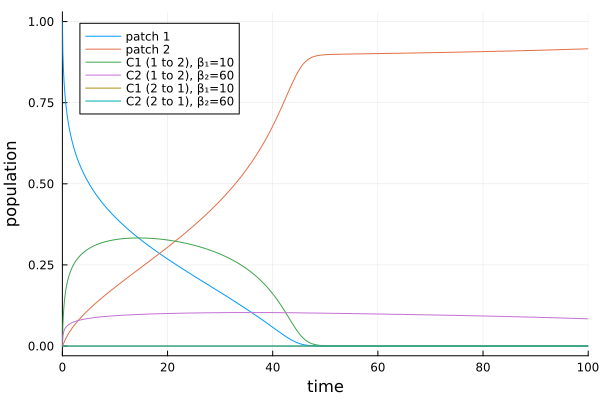 1.00
0.75
0.50
0.25
0.00
population
patch 1
patch 2
C1 (1 to 2), β₁=10
C2 (1 to 2), β₂=60
C1 (2 to 1), β₁=10
C2 (2 to 1), β₂=60
0 20 40 60 80 100
time